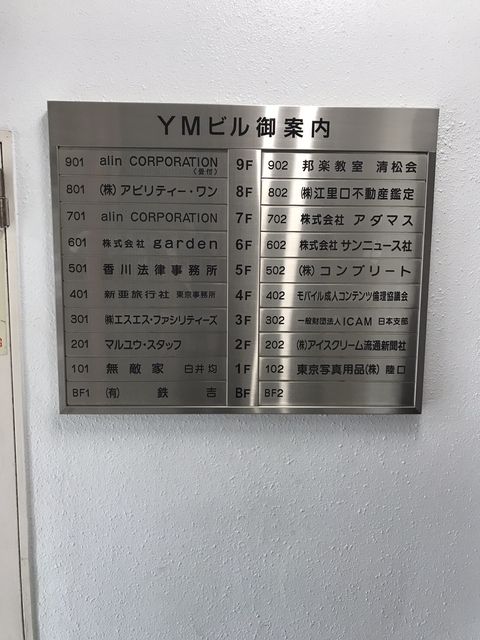 YMビル御案内
901 alin CORPORATION 9F 902 邦楽教室 清松会
(受付)
801 (株)アビリティー・ワン 8F 802 (株)江里口不動産鑑定
701 alin CORPORATION 7F 702 株式会社 アダマス
601 株式会社 garden 6F 602 株式会社 サンニュース社
501 香川法律事務所 5F 502 (株)コンプリート
401 新亜旅行社 東京事務所 4F 402 モバイル成人コンテンツ倫理協議会
301 ㈱エスエス・ファシリティーズ 3F 302 一般財団法人ICAM 日本支部
201 マルユウ・スタッフ 2F 202 (株)アイスクリーム流通新聞社
101 無敵家 白井均 1F 102 東京写真用品(株) 陸口
BF1 (有) 鉄吉 BF BF2